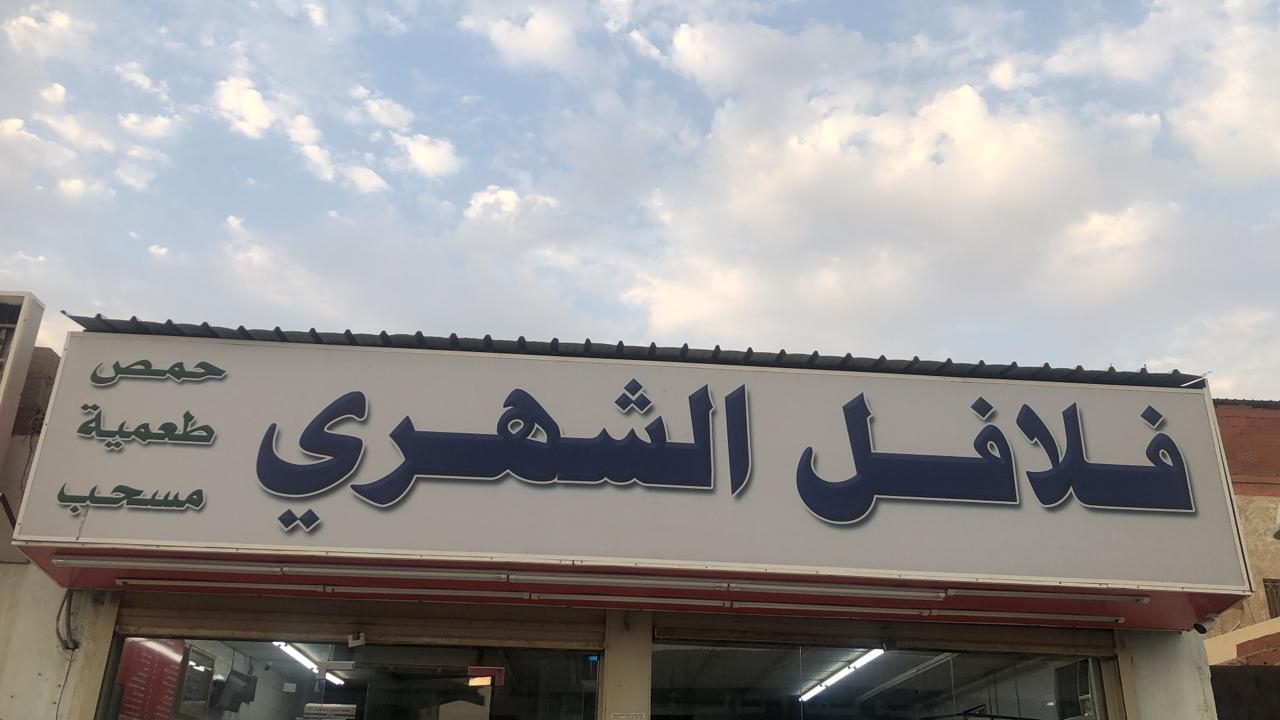 فلافل الشهري
حمص
طعمية
مسحب